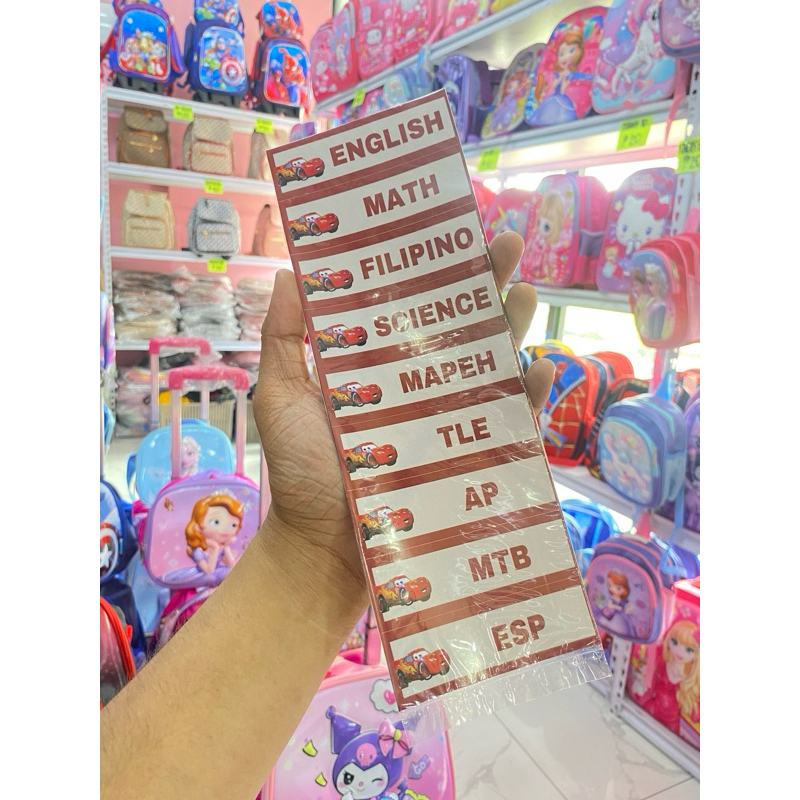 ENGLISH
MATH
FILIPINO
SCIENCE
MAPEH
TLE
AP
MTB
ESP